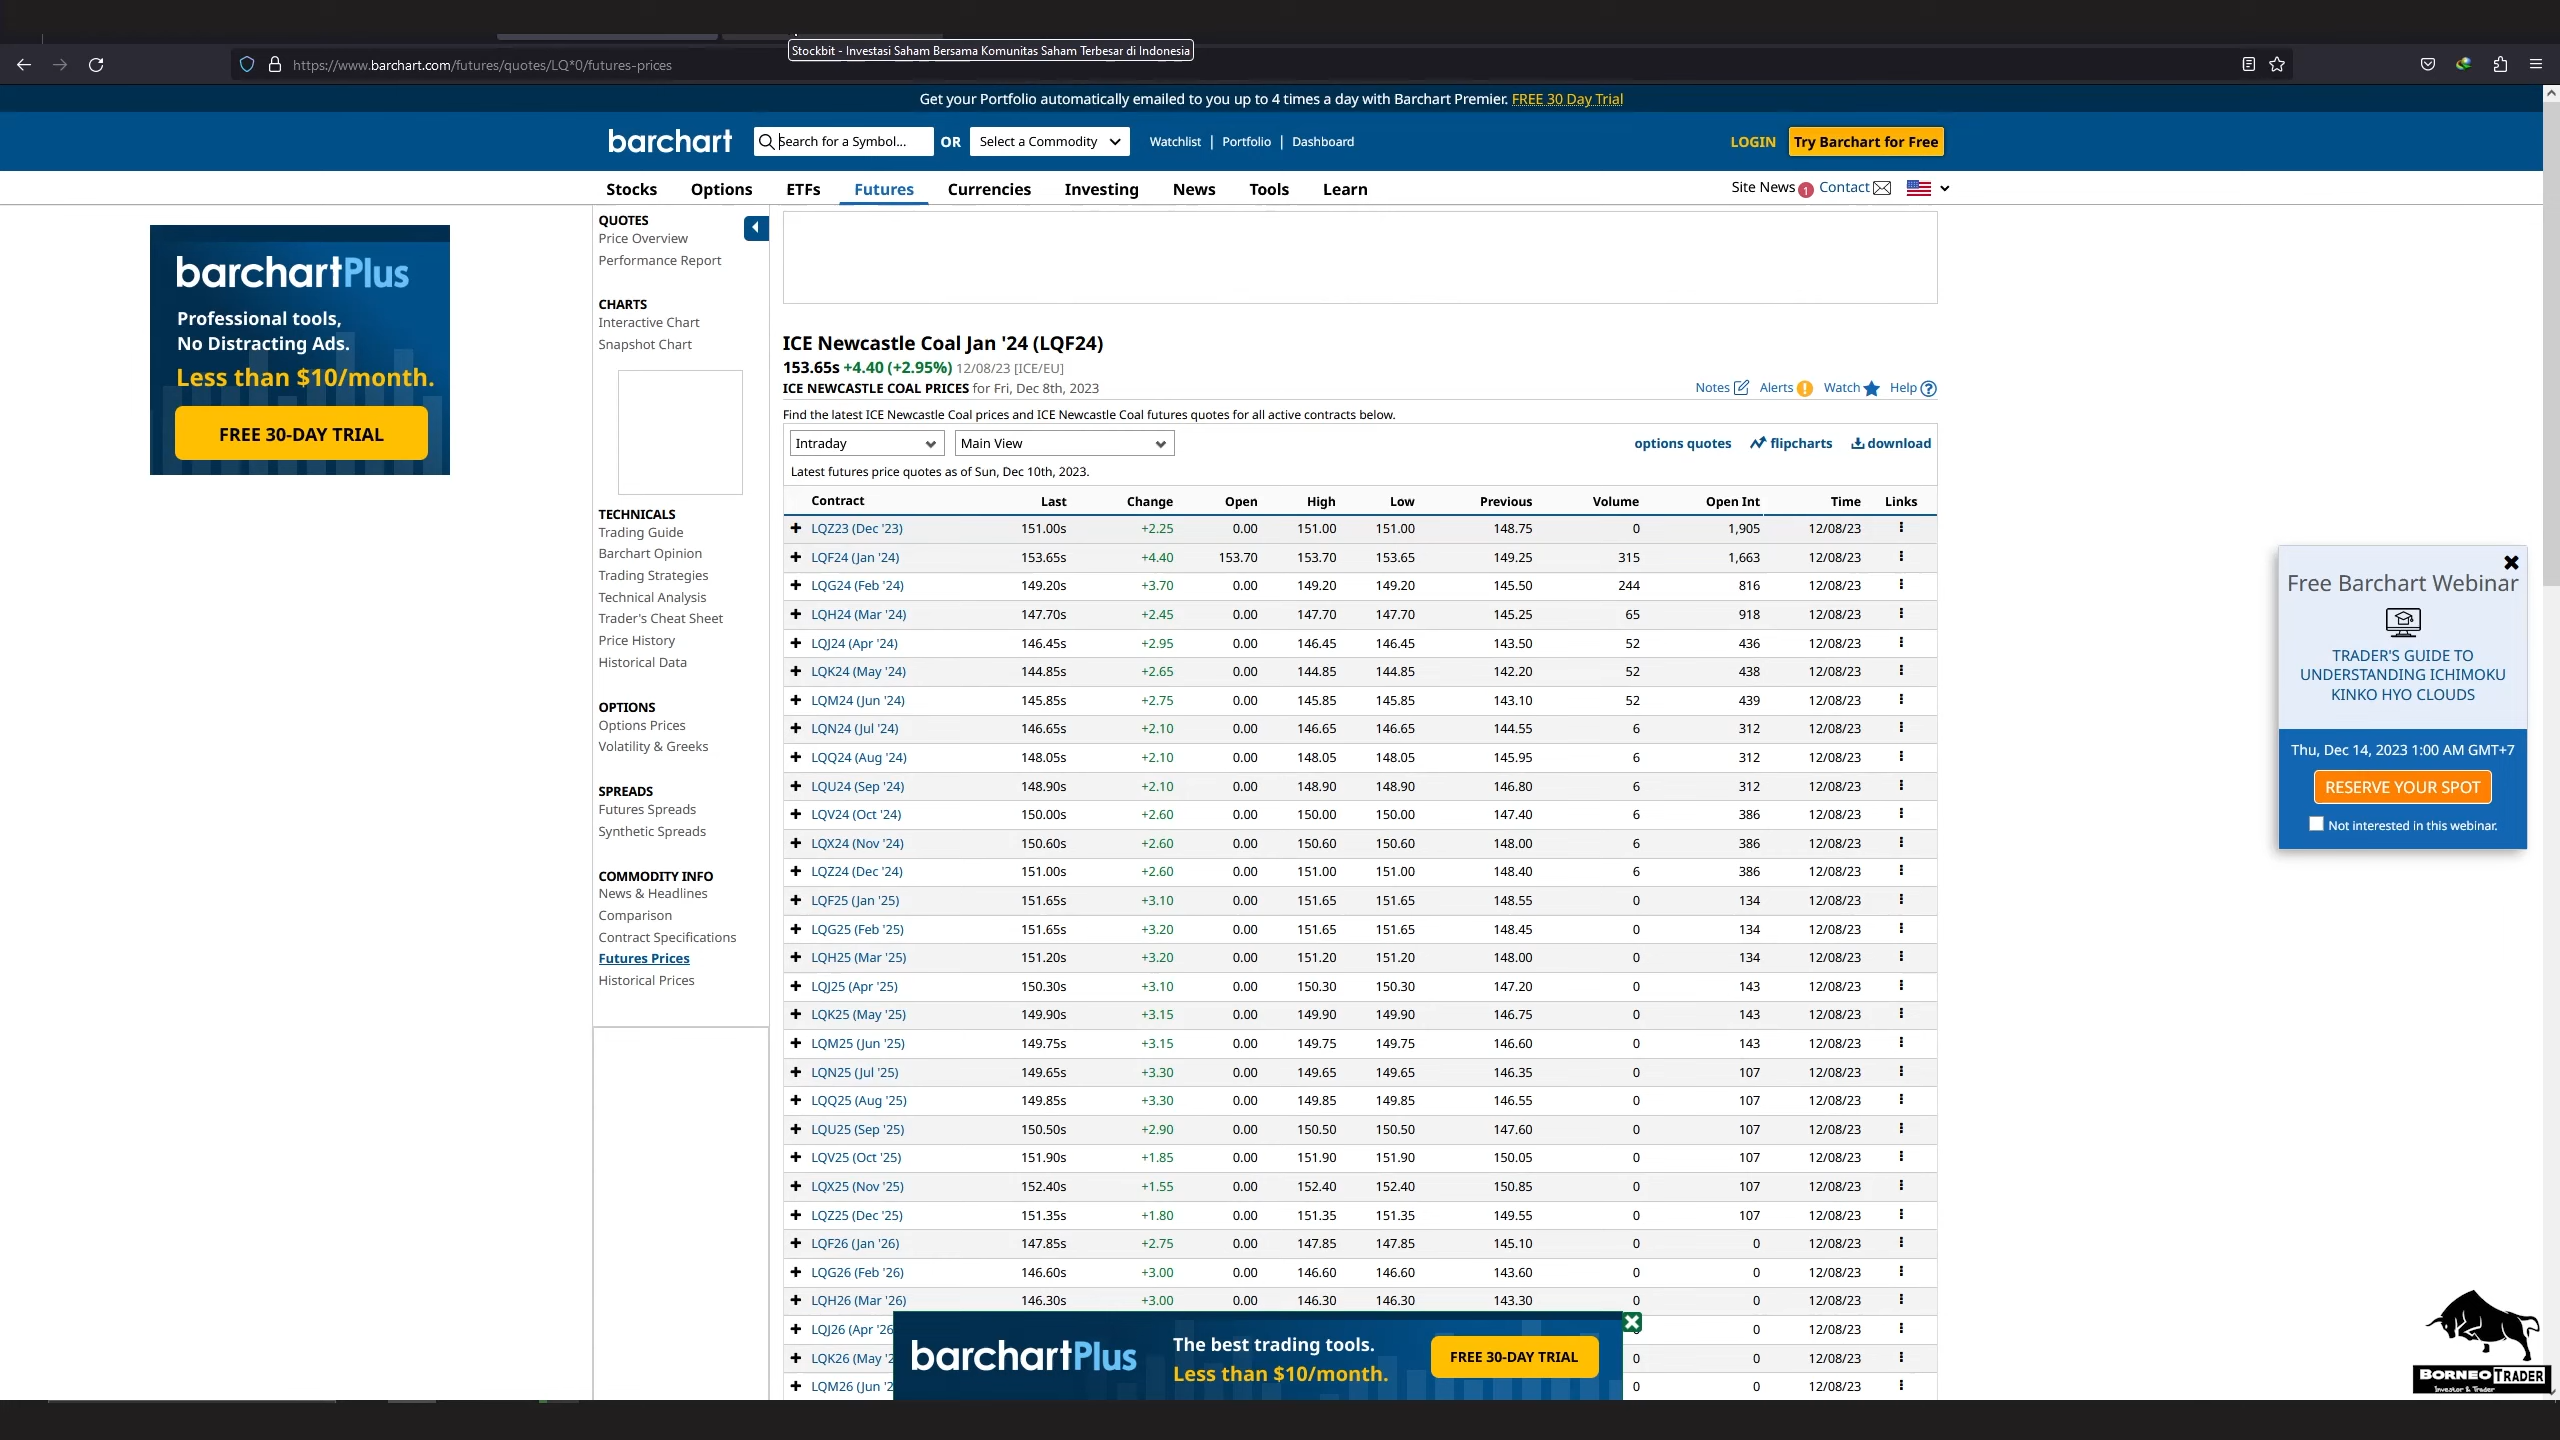 Stockbit - Investasi Saham Bersama Komunitas Saham Terbesar di Indonesia
https://www.barchart.com/futures/quotes/LQ*0/futures-prices
Get your Portfolio automatically emailed to you up to 4 times a day with Barchart Premier. FREE 30 Day Trial
barchart Search for a Symbol... OR Select a Commodity Watchlist | Portfolio | Dashboard LOGIN Try Barchart for Free
Stocks Options ETFs Futures Currencies Investing News Tools Learn Site News 1 Contact
barchartPlus
Professional tools,
No Distracting Ads.
Less than $10/month.
FREE 30-DAY TRIAL
QUOTES
Price Overview
Performance Report
CHARTS
Interactive Chart
Snapshot Chart
TECHNICALS
Trading Guide
Barchart Opinion
Trading Strategies
Technical Analysis
Trader's Cheat Sheet
Price History
Historical Data
OPTIONS
Options Prices
Volatility & Greeks
SPREADS
Futures Spreads
Synthetic Spreads
COMMODITY INFO
News & Headlines
Comparison
Contract Specifications
Futures Prices
Historical Prices
ICE Newcastle Coal Jan '24 (LQF24)
153.65s +4.40 (+2.95%) 12/08/23 [ICE/EU]
ICE NEWCASTLE COAL PRICES for Fri, Dec 8th, 2023 Notes Alerts ! Watch Help ?
Find the latest ICE Newcastle Coal prices and ICE Newcastle Coal futures quotes for all active contracts below.
Intraday Main View options quotes flipcharts download
Latest futures price quotes as of Sun, Dec 10th, 2023.
Contract Last Change Open High Low Previous Volume Open Int Time Links
LQZ23 (Dec '23) 151.00s +2.25 0.00 151.00 151.00 148.75 0 1,905 12/08/23
LQF24 (Jan '24) 153.65s +4.40 153.70 153.70 153.65 149.25 315 1,663 12/08/23
LQG24 (Feb '24) 149.20s +3.70 0.00 149.20 149.20 145.50 244 816 12/08/23
LQH24 (Mar '24) 147.70s +2.45 0.00 147.70 147.70 145.25 65 918 12/08/23
LQJ24 (Apr '24) 146.45s +2.95 0.00 146.45 146.45 143.50 52 436 12/08/23
LQK24 (May '24) 144.85s +2.65 0.00 144.85 144.85 142.20 52 438 12/08/23
LQM24 (Jun '24) 145.85s +2.75 0.00 145.85 145.85 143.10 52 439 12/08/23
LQN24 (Jul '24) 146.65s +2.10 0.00 146.65 146.65 144.55 6 312 12/08/23
LQQ24 (Aug '24) 148.05s +2.10 0.00 148.05 148.05 145.95 6 312 12/08/23
LQU24 (Sep '24) 148.90s +2.10 0.00 148.90 148.90 146.80 6 312 12/08/23
LQV24 (Oct '24) 150.00s +2.60 0.00 150.00 150.00 147.40 6 386 12/08/23
LQX24 (Nov '24) 150.60s +2.60 0.00 150.60 150.60 148.00 6 386 12/08/23
LQZ24 (Dec '24) 151.00s +2.60 0.00 151.00 151.00 148.40 6 386 12/08/23
LQF25 (Jan '25) 151.65s +3.10 0.00 151.65 151.65 148.55 0 134 12/08/23
LQG25 (Feb '25) 151.65s +3.20 0.00 151.65 151.65 148.45 0 134 12/08/23
LQH25 (Mar '25) 151.20s +3.20 0.00 151.20 151.20 148.00 0 134 12/08/23
LQJ25 (Apr '25) 150.30s +3.10 0.00 150.30 150.30 147.20 0 143 12/08/23
LQK25 (May '25) 149.90s +3.15 0.00 149.90 149.90 146.75 0 143 12/08/23
LQM25 (Jun '25) 149.75s +3.15 0.00 149.75 149.75 146.60 0 143 12/08/23
LQN25 (Jul '25) 149.65s +3.30 0.00 149.65 149.65 146.35 0 107 12/08/23
LQQ25 (Aug '25) 149.85s +3.30 0.00 149.85 149.85 146.55 0 107 12/08/23
LQU25 (Sep '25) 150.50s +2.90 0.00 150.50 150.50 147.60 0 107 12/08/23
LQV25 (Oct '25) 151.90s +1.85 0.00 151.90 151.90 150.05 0 107 12/08/23
LQX25 (Nov '25) 152.40s +1.55 0.00 152.40 152.40 150.85 0 107 12/08/23
LQZ25 (Dec '25) 151.35s +1.80 0.00 151.35 151.35 149.55 0 107 12/08/23
LQF26 (Jan '26) 147.85s +2.75 0.00 147.85 147.85 145.10 0 0 12/08/23
LQG26 (Feb '26) 146.60s +3.00 0.00 146.60 146.60 143.60 0 0 12/08/23
LQH26 (Mar '26) 146.30s +3.00 0.00 146.30 146.30 143.30 0 0 12/08/23
LQJ26 (Apr '26 0 12/08/23
LQK26 (May '2 0 0 12/08/23
LQM26 (Jun '2 0 0 12/08/23
barchartPlus
The best trading tools.
Less than $10/month.
FREE 30-DAY TRIAL
Free Barchart Webinar
TRADER'S GUIDE TO
UNDERSTANDING ICHIMOKU
KINKO HYO CLOUDS
Thu, Dec 14, 2023 1:00 AM GMT+7
RESERVE YOUR SPOT
Not interested in this webinar.
BORNEO TRADER
Investor & Trader